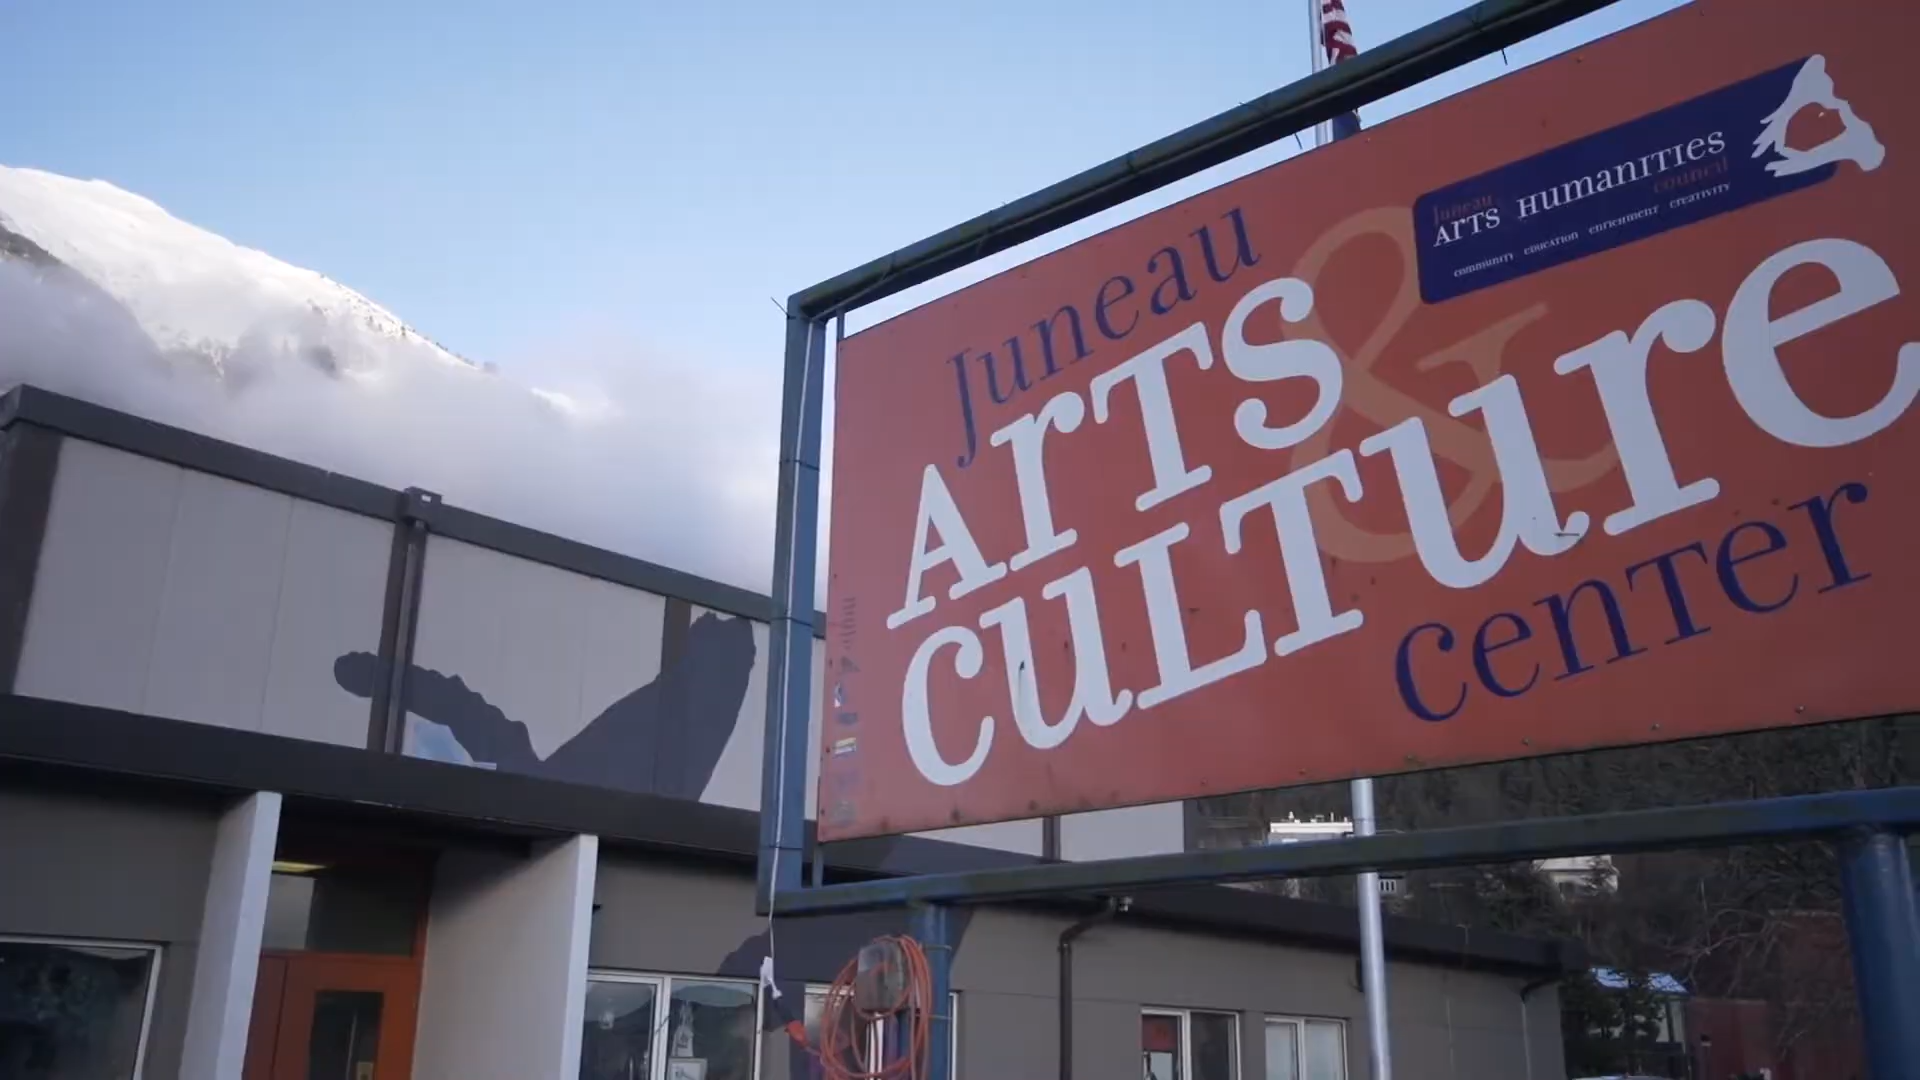 Juneau
ARTS Humanities
council
community education enrichment creativity
Juneau
ARTS &
CULTure
cenTer